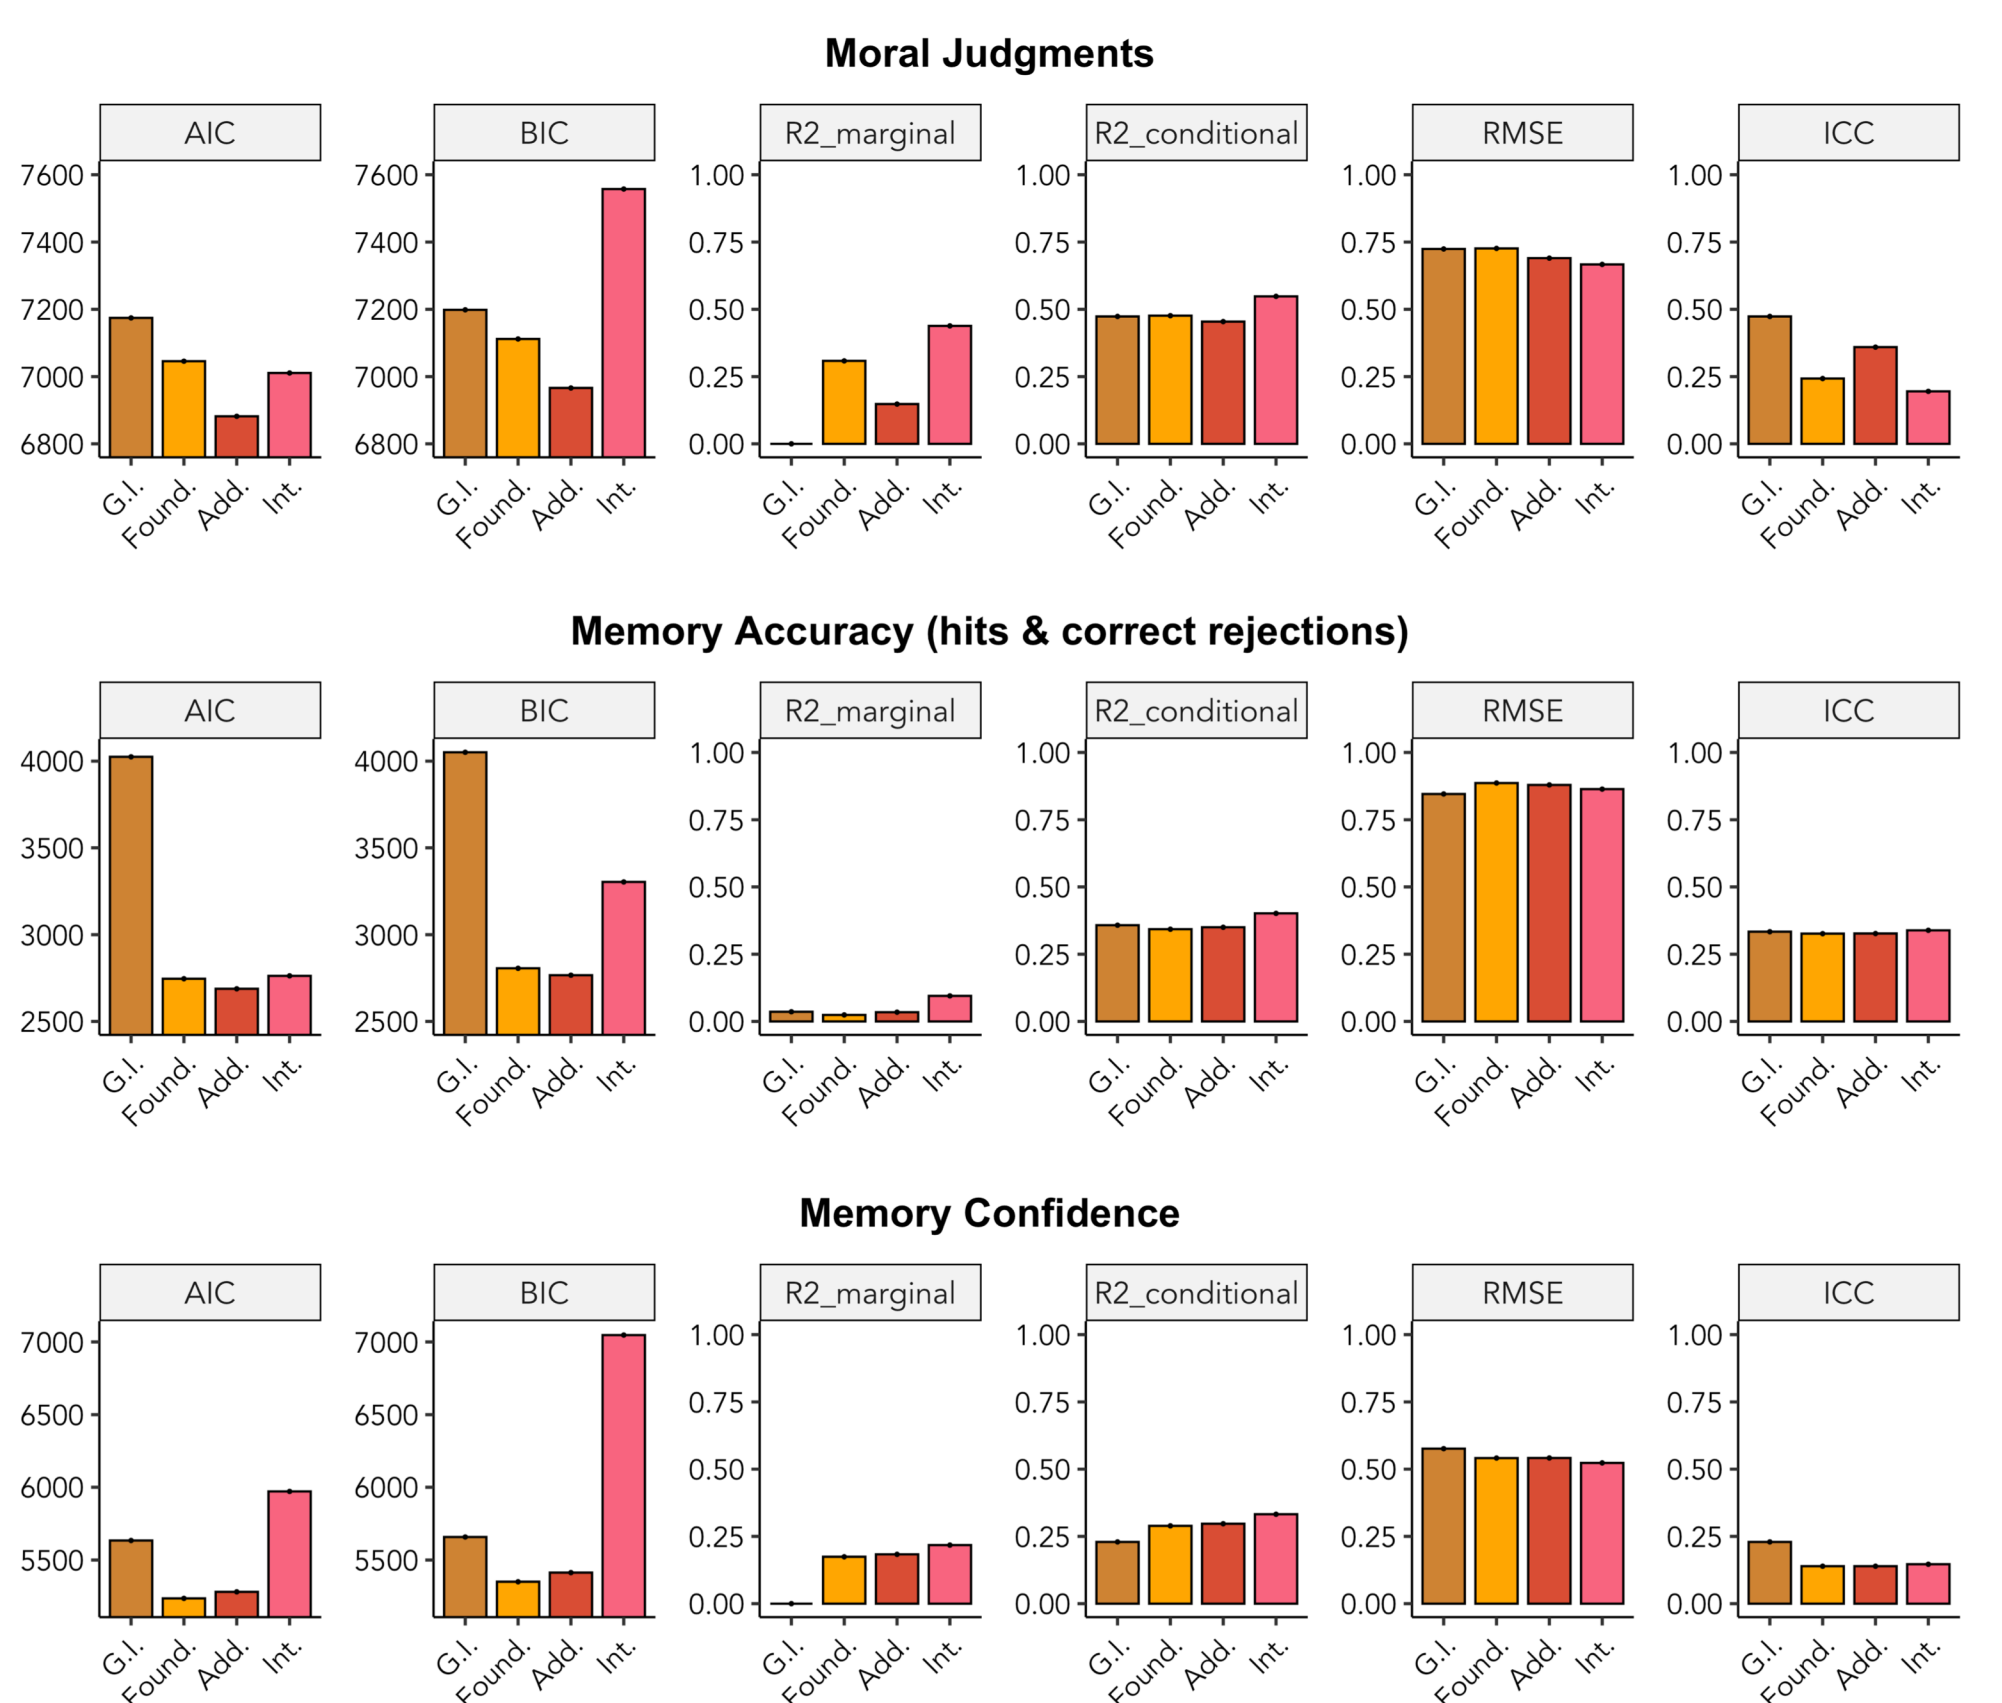 Moral Judgments
AIC BIC R2_marginal R2_conditional RMSE ICC
7600 7600 1.00 1.00 1.00 1.00
7400 7400 0.75 0.75 0.75 0.75
7200 7200 0.50 0.50 0.50 0.50
7000 7000 0.25 0.25 0.25 0.25
6800 6800 0.00 0.00 0.00 0.00
G.I. Found. Add. Int. G.I. Found. Add. Int. G.I. Found. Add. Int. G.I. Found. Add. Int. G.I. Found. Add. Int. G.I. Found. Add. Int.
Memory Accuracy (hits & correct rejections)
AIC BIC R2_marginal R2_conditional RMSE ICC
4000 4000 1.00 1.00 1.00 1.00
3500 3500 0.75 0.75 0.75 0.75
3000 3000 0.50 0.50 0.50 0.50
2500 2500 0.25 0.25 0.25 0.25
0.00 0.00 0.00 0.00
G.I. Found. Add. Int. G.I. Found. Add. Int. G.I. Found. Add. Int. G.I. Found. Add. Int. G.I. Found. Add. Int. G.I. Found. Add. Int.
Memory Confidence
AIC BIC R2_marginal R2_conditional RMSE ICC
7000 7000 1.00 1.00 1.00 1.00
6500 6500 0.75 0.75 0.75 0.75
6000 6000 0.50 0.50 0.50 0.50
5500 5500 0.25 0.25 0.25 0.25
0.00 0.00 0.00 0.00
G.I. Found. Add. Int. G.I. Found. Add. Int. G.I. Found. Add. Int. G.I. Found. Add. Int. G.I. Found. Add. Int. G.I. Found. Add. Int.